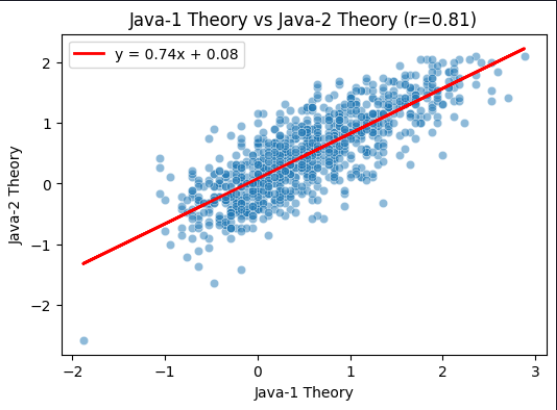 Java-1 Theory vs Java-2 Theory (r=0.81)
y = 0.74x + 0.08
Java-2 Theory
2
1
0
−1
−2
−2 −1 0 1 2 3
Java-1 Theory